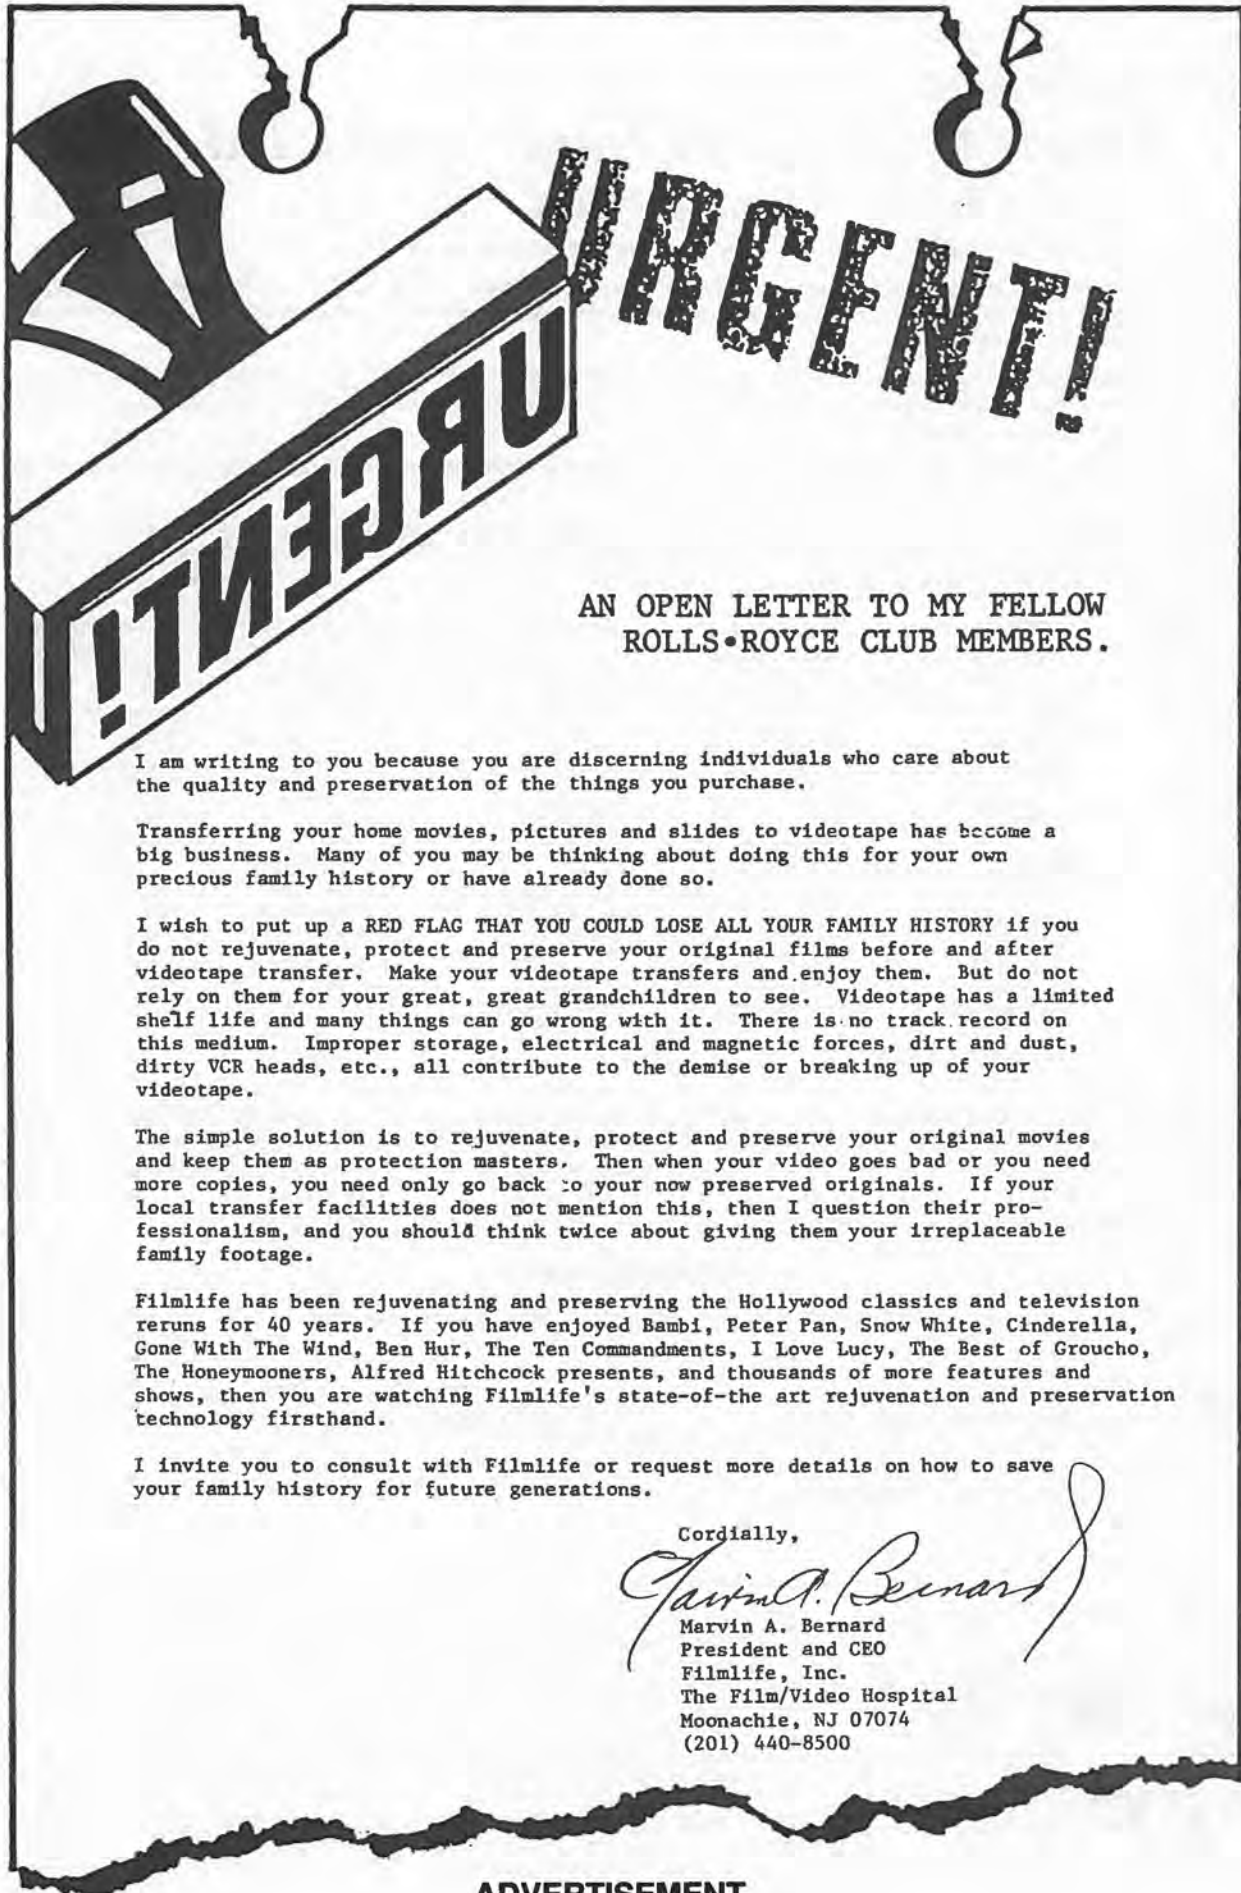 URGENT!
URGENT!
AN OPEN LETTER TO MY FELLOW
ROLLS•ROYCE CLUB MEMBERS.
I am writing to you because you are discerning individuals who care about
the quality and preservation of the things you purchase.
Transferring your home movies, pictures and slides to videotape has become a
big business. Many of you may be thinking about doing this for your own
precious family history or have already done so.
I wish to put up a RED FLAG THAT YOU COULD LOSE ALL YOUR FAMILY HISTORY if you
do not rejuvenate, protect and preserve your original films before and after
videotape transfer. Make your videotape transfers and enjoy them. But do not
rely on them for your great, great grandchildren to see. Videotape has a limited
shelf life and many things can go wrong with it. There is no track record on
this medium. Improper storage, electrical and magnetic forces, dirt and dust,
dirty VCR heads, etc., all contribute to the demise or breaking up of your
videotape.
The simple solution is to rejuvenate, protect and preserve your original movies
and keep them as protection masters. Then when your video goes bad or you need
more copies, you need only go back to your now preserved originals. If your
local transfer facilities does not mention this, then I question their pro-
fessionalism, and you should think twice about giving them your irreplaceable
family footage.
Filmlife has been rejuvenating and preserving the Hollywood classics and television
reruns for 40 years. If you have enjoyed Bambi, Peter Pan, Snow White, Cinderella,
Gone With The Wind, Ben Hur, The Ten Commandments, I Love Lucy, The Best of Groucho,
The Honeymooners, Alfred Hitchcock presents, and thousands of more features and
shows, then you are watching Filmlife's state-of-the art rejuvenation and preservation
technology firsthand.
I invite you to consult with Filmlife or request more details on how to save
your family history for future generations.
Cordially,
Marvin A. Bernard
Marvin A. Bernard
President and CEO
Filmlife, Inc.
The Film/Video Hospital
Moonachie, NJ 07074
(201) 440-8500
ADVERTISEMENT